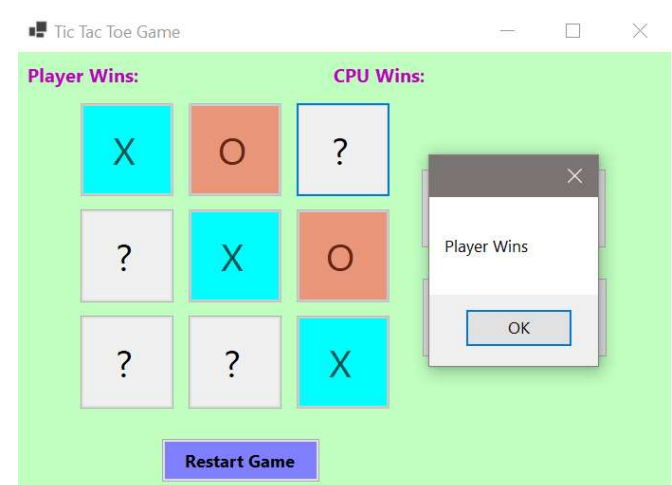 Tic Tac Toe Game
Player Wins:
CPU Wins:
X O ?
? X O
? ? X
Player Wins
OK
Restart Game